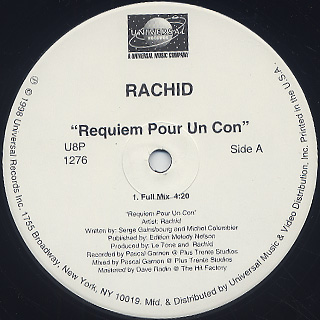 UNIVERSAL
RECORDS
A UNIVERSAL MUSIC COMPANY
RACHID
“Requiem Pour Un Con”
U8P
1276
Side A
1. Full Mix 4:20
"Requiem Pour Un Con"
Artist: Rachid
Written by: Serge Gainsbourg and Michel Colombier
Published by: Edition Melody Nelson
Produced by: Le Tone and Rachid
Recorded by Pascal Garnon @ Plus Trente Studios
Mixed by Pascal Garnon @ Plus Trente Studios
Mastered by Dave Radin @ The Hit Factory
℗ © 1998 Universal Records Inc. 1755 Broadway, New York, NY 10019. Mfd. & Distributed by Universal Music & Video Distribution, Inc. Printed in the U.S.A.